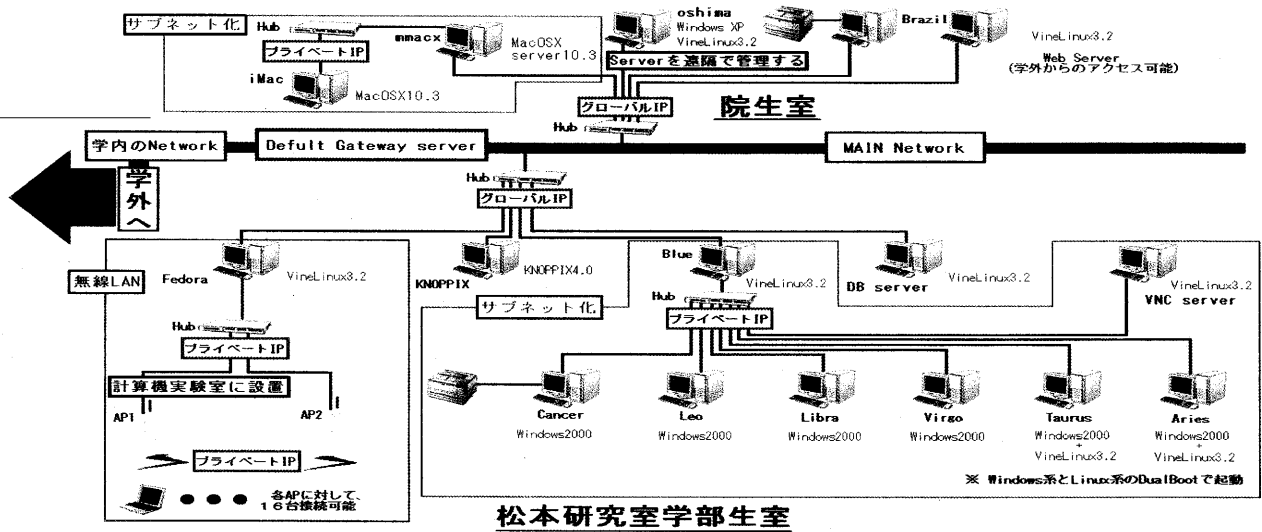 サブネット化
Hub
プライベートIP
mmacx
MacOSX
server10.3
iMac
MacOSX10.3
oshima
Windows XP
VineLinux3.2
Serverを遠隔で管理する
Brazil
VineLinux3.2
Web Server
(学外からのアクセス可能)
グローバルIP
Hub
院生室
学内のNetwork
Defult Gateway server
MAIN Network
学外へ
Hub
グローバルIP
無線LAN
Fedora
VineLinux3.2
KNOPPIX
KNOPPIX4.0
Blue
VineLinux3.2
DB server
VineLinux3.2
VineLinux3.2
VNC server
サブネット化
Hub
プライベートIP
Hub
プライベートIP
計算機実験室に設置
AP1
AP2
プライベートIP
各APに対して、
16台接続可能
Cancer
Windows2000
Leo
Windows2000
Libra
Windows2000
Virgo
Windows2000
Taurus
Windows2000
+
VineLinux3.2
Aries
Windows2000
+
VineLinux3.2
※ Windows系とLinux系のDualBootで起動
松本研究室学部生室